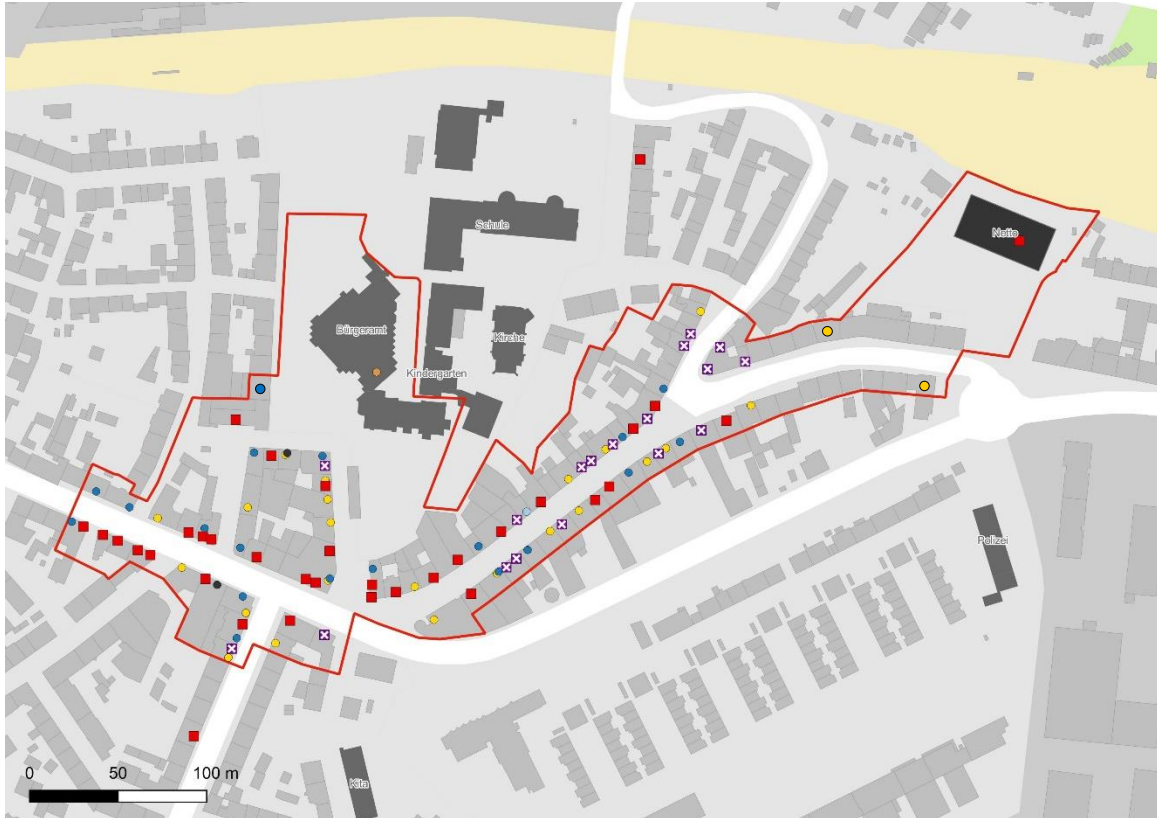 Schule
Netto
Bürgeramt
Kirche
Kindergarten
Polizei
Kita
0 50 100 m